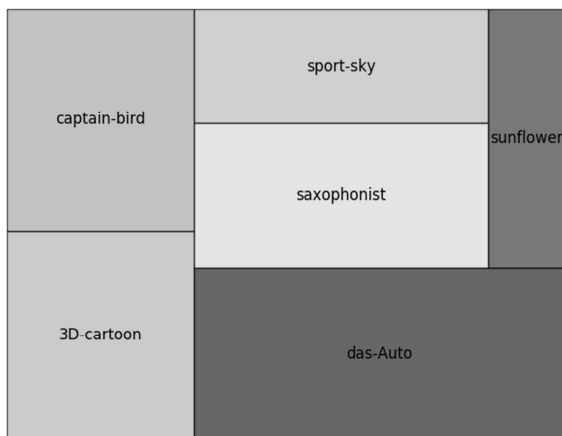 sport-sky
captain-bird
sunflower
saxophonist
3D-cartoon
das-Auto